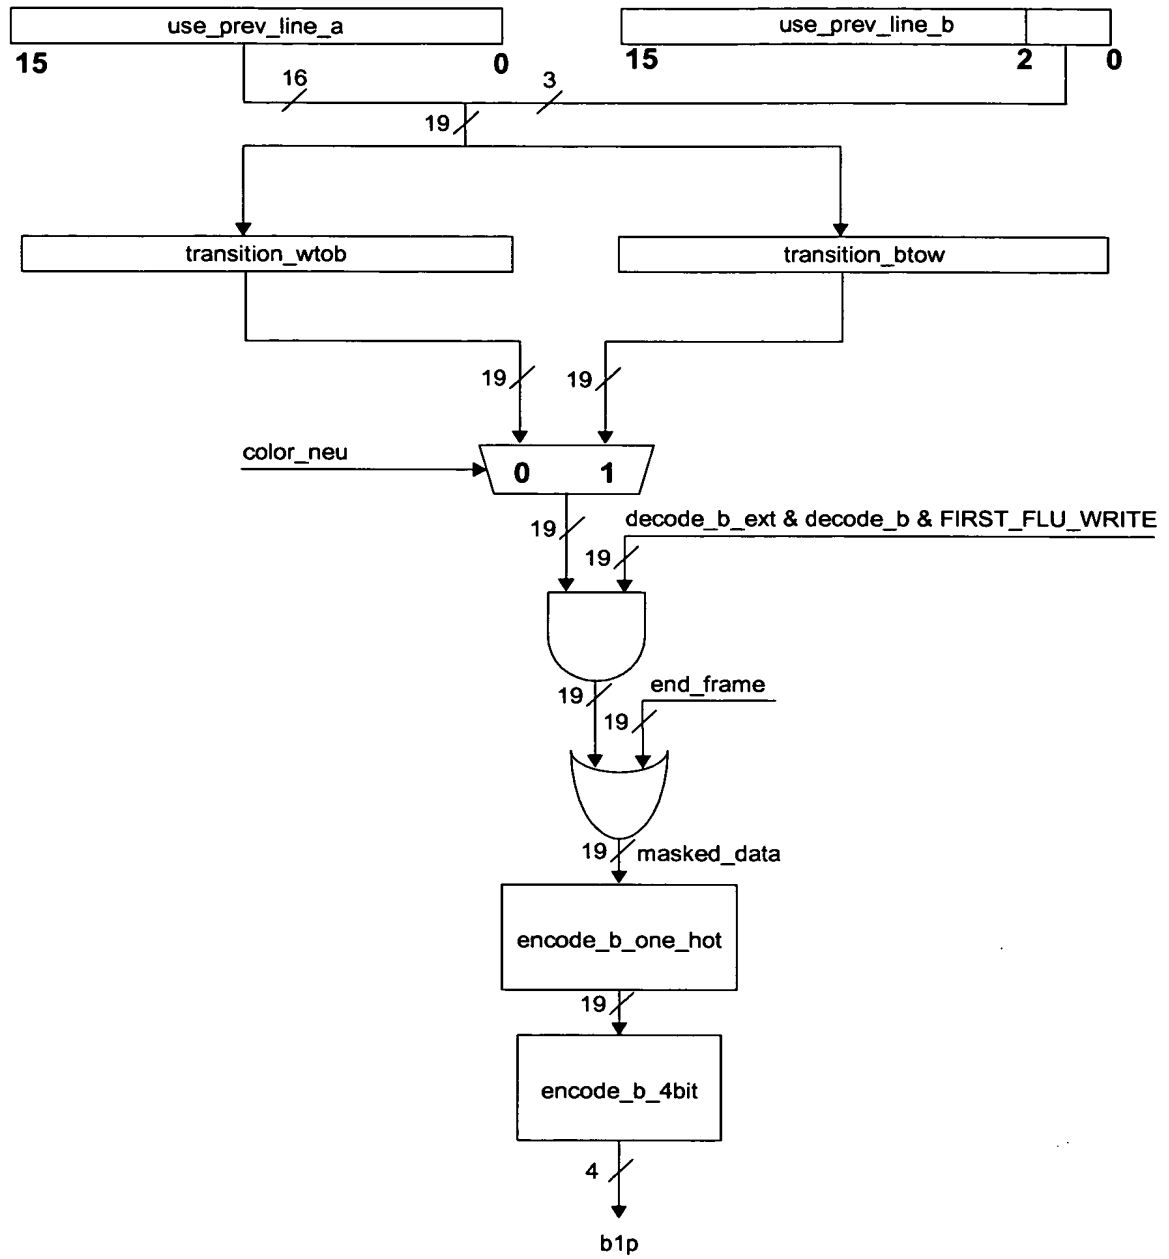 use_prev_line_a
use_prev_line_b
15
0
15
2
0
16
3
19
transition_wtob
transition_btow
19
19
color_neu
0
1
19
decode_b_ext & decode_b & FIRST_FLU_WRITE
19
19
end_frame
19
19
masked_data
encode_b_one_hot
19
encode_b_4bit
4
b1p